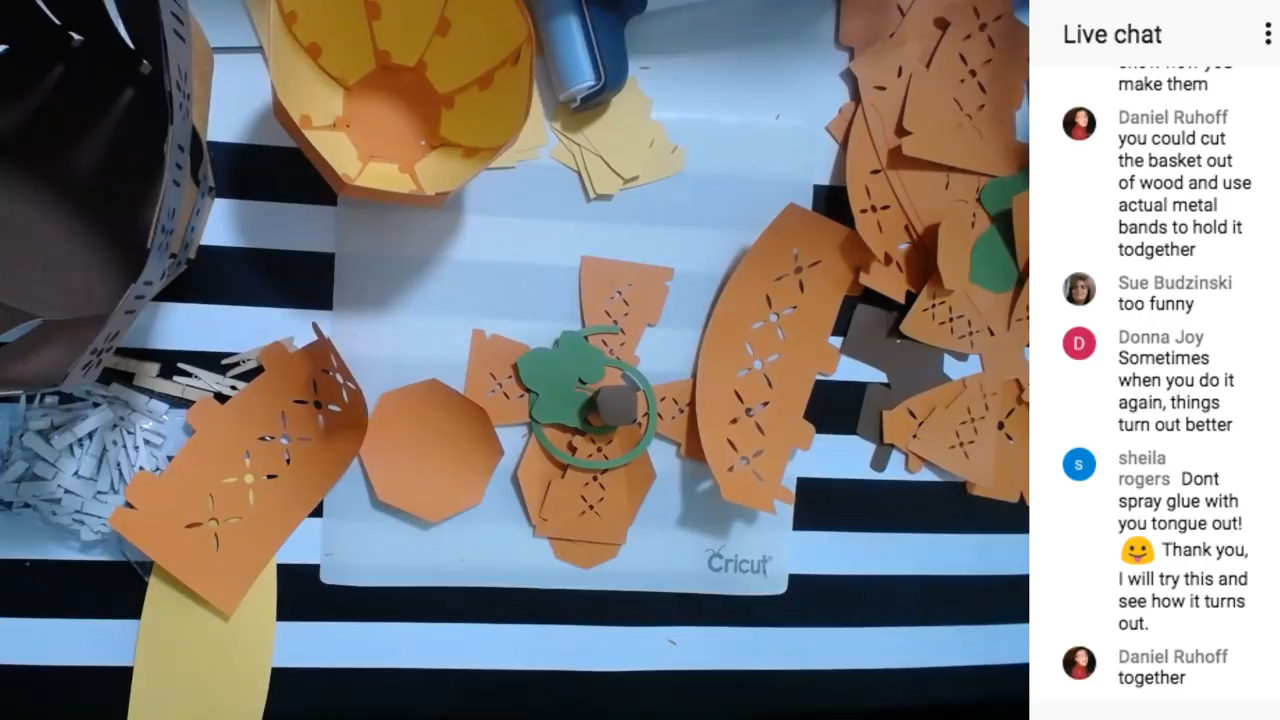 Live chat
make them
Daniel Ruhoff
you could cut
the basket out
of wood and use
actual metal
bands to hold it
todgether
Sue Budzinski
too funny
D
Donna Joy
Sometimes
when you do it
again, things
turn out better
s
sheila
rogers Dont
spray glue with
you tongue out!
Thank you,
I will try this and
see how it turns
out.
Daniel Ruhoff
together
Cricut